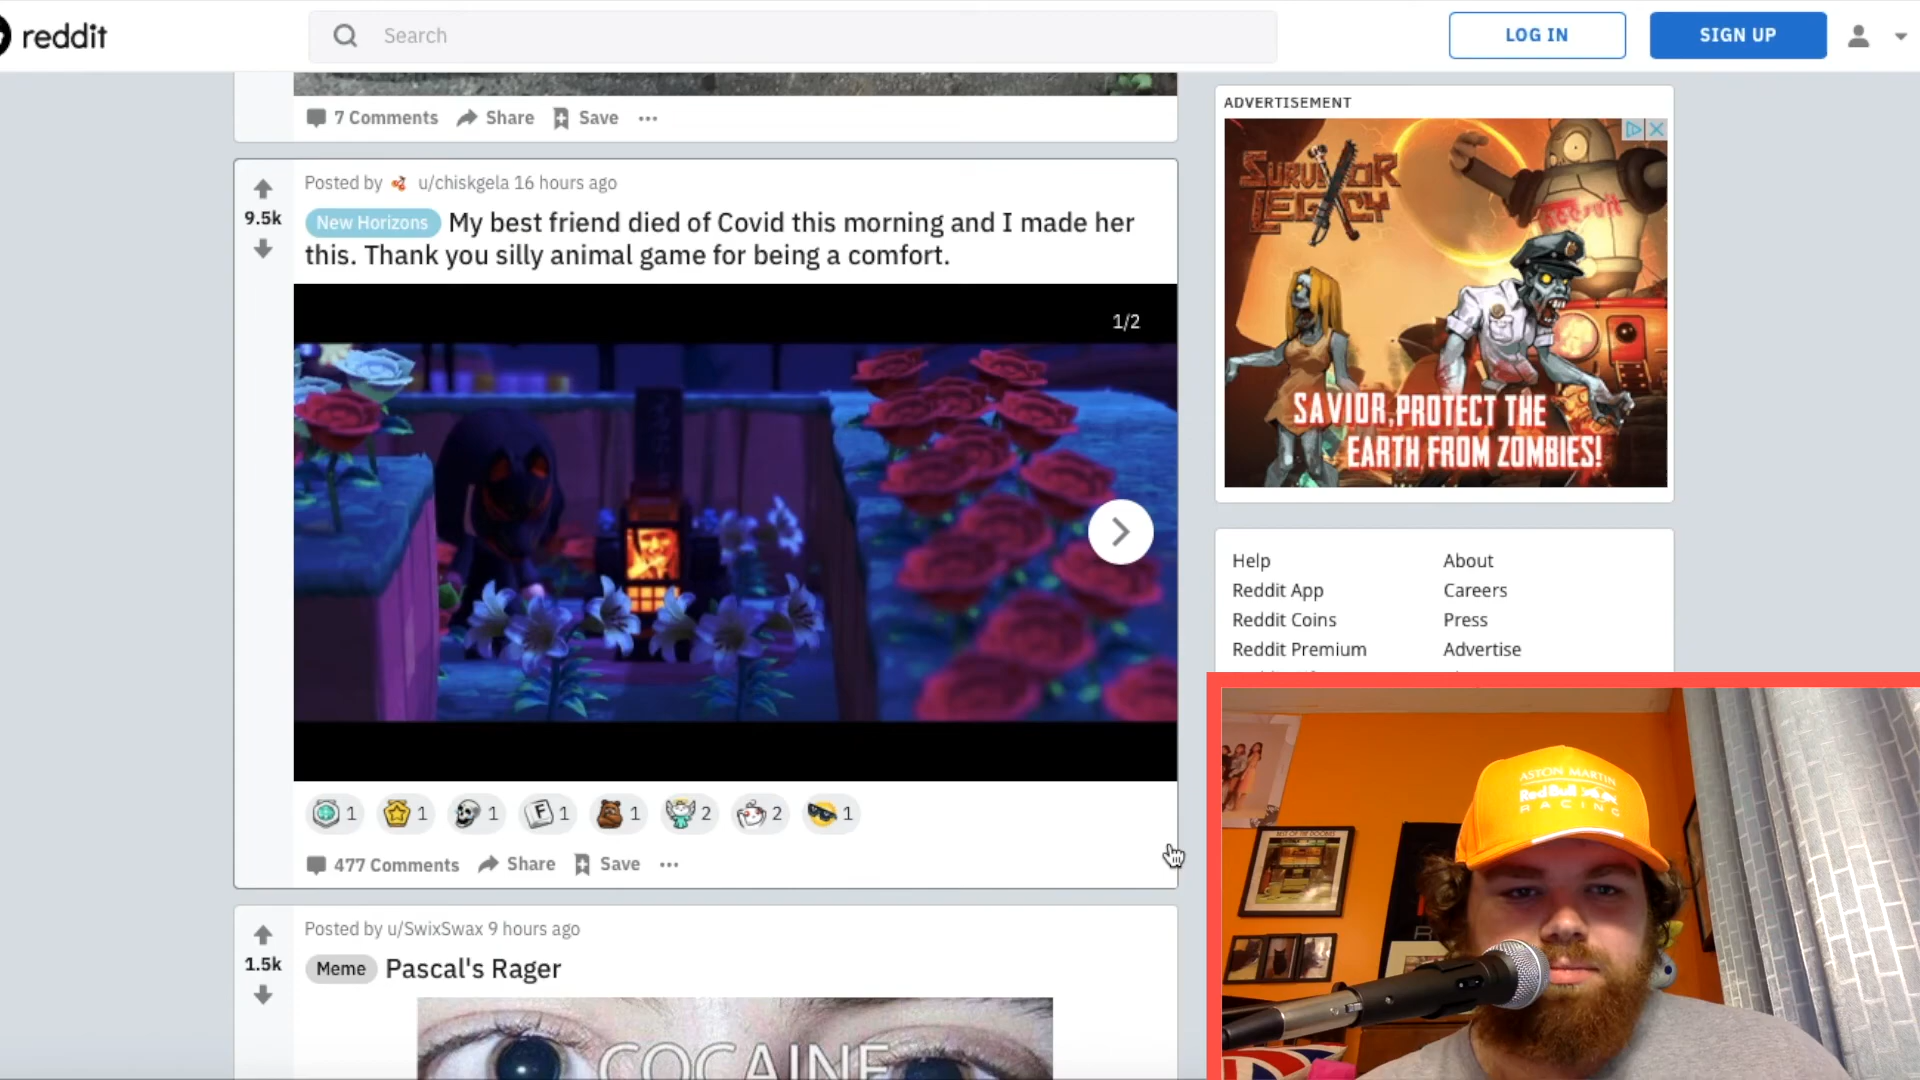 reddit
Search
LOG IN
SIGN UP
7 Comments
Share
Save
ADVERTISEMENT
SURVIVOR
LEGACY
SAVIOR, PROTECT THE
EARTH FROM ZOMBIES!
Posted by u/chiskgela 16 hours ago
9.5k
New Horizons My best friend died of Covid this morning and I made her
this. Thank you silly animal game for being a comfort.
1/2
1
1
1
F 1
1
2
2
1
477 Comments
Share
Save
Help
About
Reddit App
Careers
Reddit Coins
Press
Reddit Premium
Advertise
Posted by u/SwixSwax 9 hours ago
1.5k
Meme Pascal's Rager
COCAINE
ASTON MARTIN
Red Bull
RACING
BEST OF THE DOOBIES